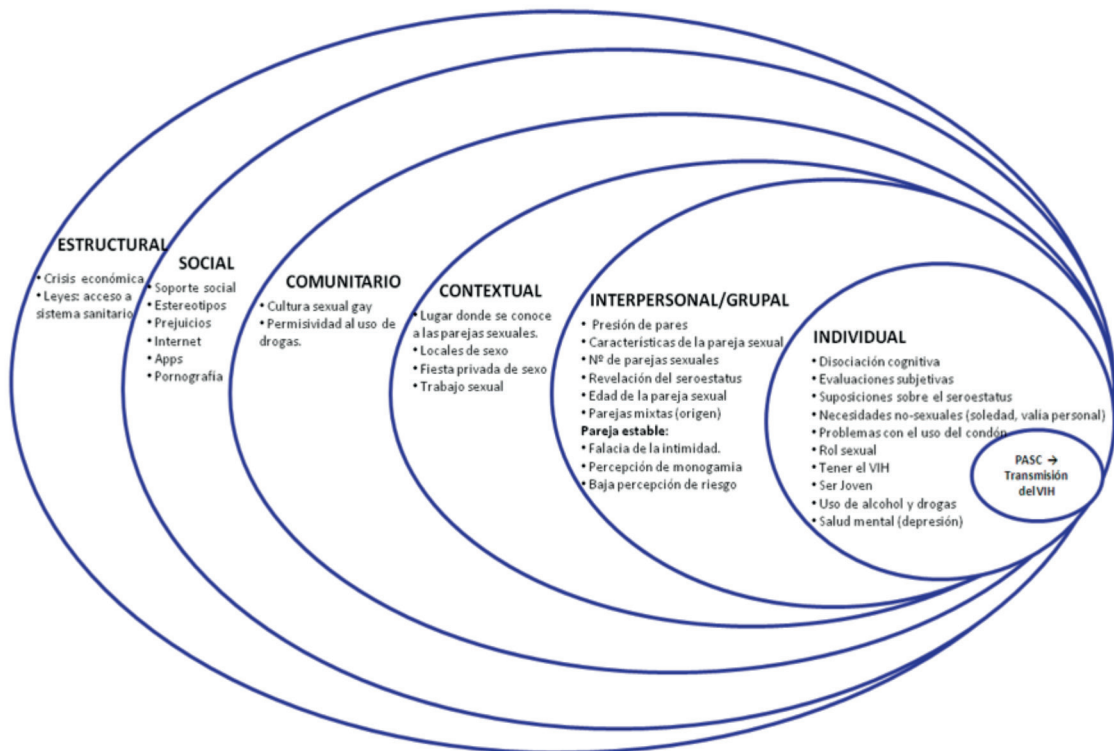 ESTRUCTURAL
• Crisis económica
• Leyes: acceso a
sistema sanitario
SOCIAL
• Soporte social
• Estereotipos
• Prejuicios
• Internet
• Apps
• Pornografía
COMUNITARIO
• Cultura sexual gay
• Permisividad al uso de
drogas.
CONTEXTUAL
• Lugar donde se conoce
a las parejas sexuales.
• Locales de sexo
• Fiesta privada de sexo
• Trabajo sexual
INTERPERSONAL/GRUPAL
• Presión de pares
• Características de la pareja sexual
• Nº de parejas sexuales
• Revelación del seroestatus
• Edad de la pareja sexual
• Parejas mixtas (origen)
Pareja estable:
• Falacia de la intimidad.
• Percepción de monogamia
• Baja percepción de riesgo
INDIVIDUAL
• Disociación cognitiva
• Evaluaciones subjetivas
• Suposiciones sobre el seroestatus
• Necesidades no-sexuales (soledad, valía personal)
• Problemas con el uso del condón
• Rol sexual
• Tener el VIH
• Ser Joven
• Uso de alcohol y drogas
• Salud mental (depresión)
PASC →
Transmisión
del VIH